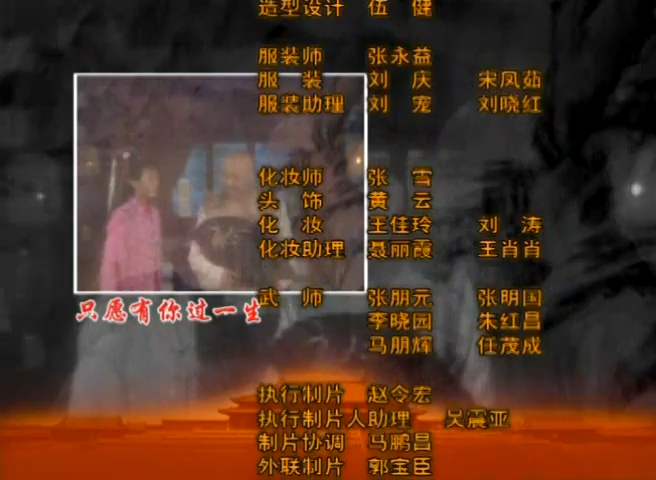 造型设计 伍 健
服装师 张永益
服 装 刘 庆 宋凤茹
服装助理 刘 宠 刘晓红
化妆师 张 雪
头 饰 黄 云
化 妆 王佳玲 刘 涛
化妆助理 聂丽霞 王肖肖
武 师 张朋元 张明国
只愿有你过一生
李晓园 朱红昌
马朋辉 任茂成
执行制片 赵令宏
执行制片人助理 吴震亚
制片协调 马鹏昌
外联制片 郭宝臣